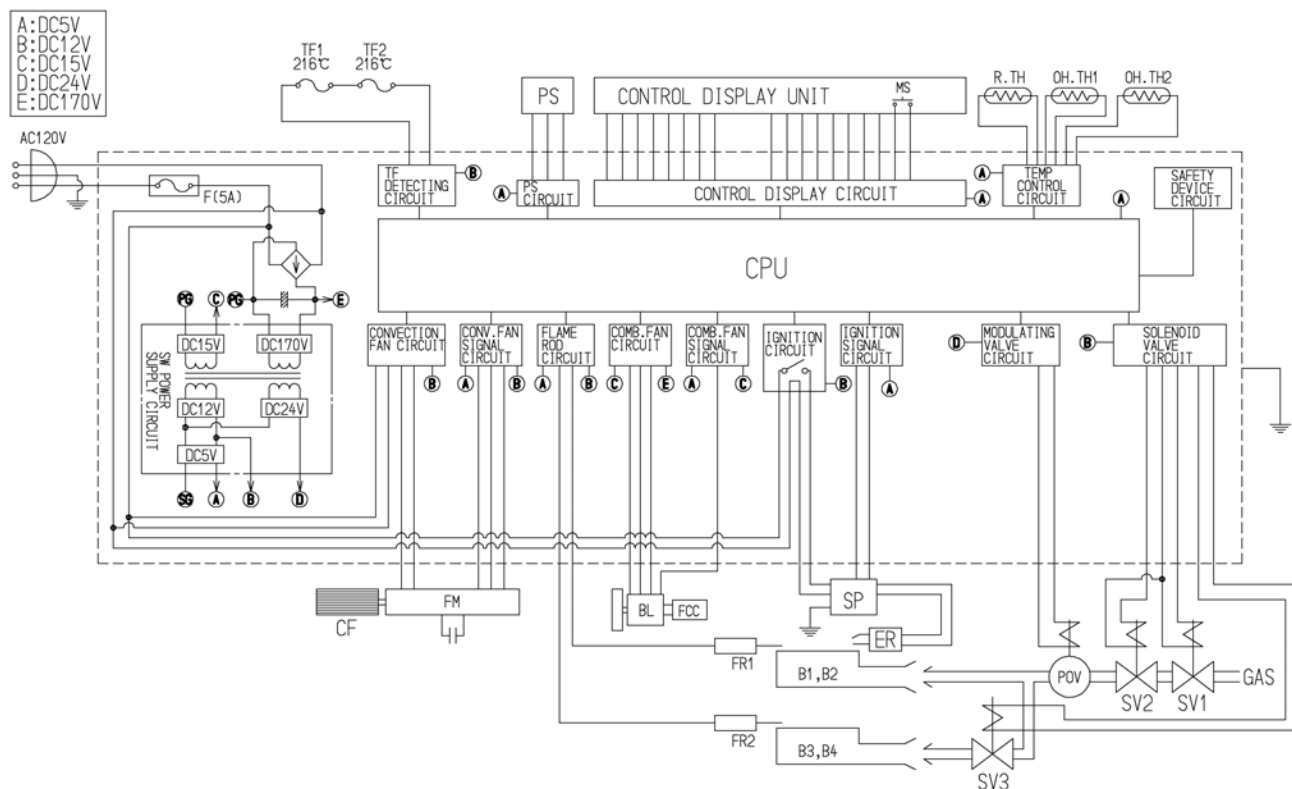 A:DC5V
B:DC12V
C:DC15V
D:DC24V
E:DC170V
TF1
216℃
TF2
216℃
PS
CONTROL DISPLAY UNIT
MS
R.TH
OH.TH1
OH.TH2
AC120V
F(5A)
TF
DETECTING
CIRCUIT
B
A
PS
CIRCUIT
CONTROL DISPLAY CIRCUIT
A
A
TEMP
CONTROL
CIRCUIT
A
SAFETY
DEVICE
CIRCUIT
CPU
PG
C
PG
E
DC15V
DC170V
SW POWER
SUPPLY CIRCUIT
DC12V
DC24V
DC5V
SG
A
B
D
CONVECTION
FAN CIRCUIT
B
CONV.FAN
SIGNAL
CIRCUIT
A
B
FLAME
ROD
CIRCUIT
A
B
COMB.FAN
CIRCUIT
C
E
COMB.FAN
SIGNAL
CIRCUIT
A
C
IGNITION
CIRCUIT
B
IGNITION
SIGNAL
CIRCUIT
A
D
MODULATING
VALVE
CIRCUIT
B
SOLENOID
VALVE
CIRCUIT
CF
FM
BL
FCC
SP
ER
FR1
B1,B2
POV
SV2
SV1
GAS
FR2
B3,B4
SV3